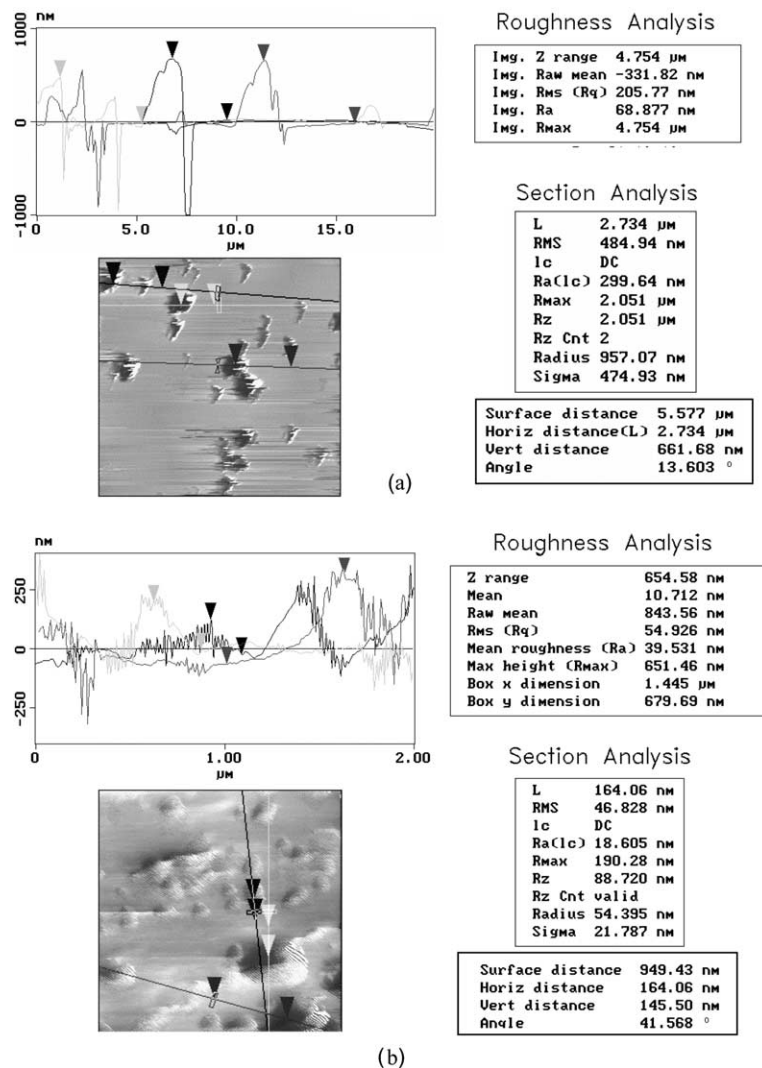 nm
1000
0
-1000
0 5.0 10.0 15.0
µm
Roughness Analysis
Img. Z range 4.754 µm
Img. Raw mean -331.82 nm
Img. Rms (Rq) 205.77 nm
Img. Ra 68.877 nm
Img. Rmax 4.754 µm
Section Analysis
L 2.734 µm
RMS 484.94 nm
lc DC
Ra(lc) 299.64 nm
Rmax 2.051 µm
Rz 2.051 µm
Rz Cnt 2
Radius 957.07 nm
Sigma 474.93 nm
Surface distance 5.577 µm
Horiz distance(L) 2.734 µm
Vert distance 661.68 nm
Angle 13.603 °
(a)
nm
250
0
-250
0 1.00 2.00
µm
Roughness Analysis
Z range 654.58 nm
Mean 10.712 nm
Raw mean 843.56 nm
Rms (Rq) 54.926 nm
Mean roughness (Ra) 39.531 nm
Max height (Rmax) 651.46 nm
Box x dimension 1.445 µm
Box y dimension 679.69 nm
Section Analysis
L 164.06 nm
RMS 46.828 nm
lc DC
Ra(lc) 18.605 nm
Rmax 190.28 nm
Rz 88.720 nm
Rz Cnt valid
Radius 54.395 nm
Sigma 21.787 nm
Surface distance 949.43 nm
Horiz distance 164.06 nm
Vert distance 145.50 nm
Angle 41.568 °
(b)